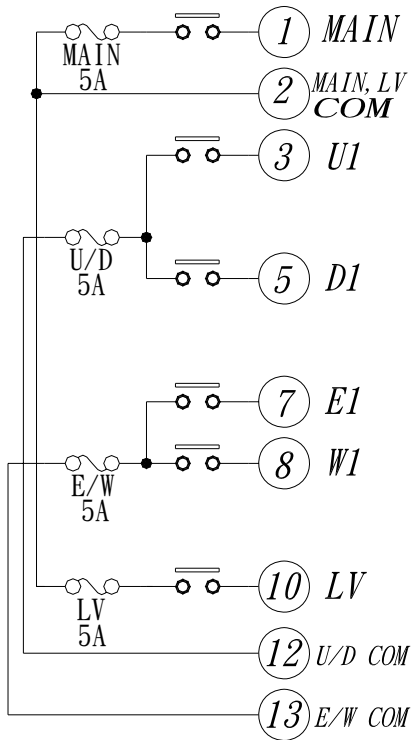 1 MAIN
MAIN
5A
2 MAIN, LV
COM
3 U1
U/D
5A
5 D1
7 E1
8 W1
E/W
5A
10 LV
LV
5A
12 U/D COM
13 E/W COM